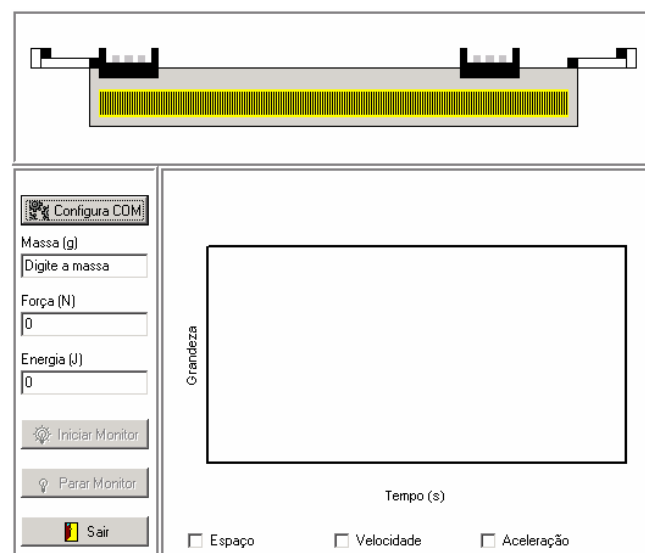 Configura COM
Massa (g)
Digite a massa
Força (N)
0
Energia (J)
0
Iniciar Monitor
Parar Monitor
Sair
Grandeza
Tempo (s)
Espaço
Velocidade
Aceleração